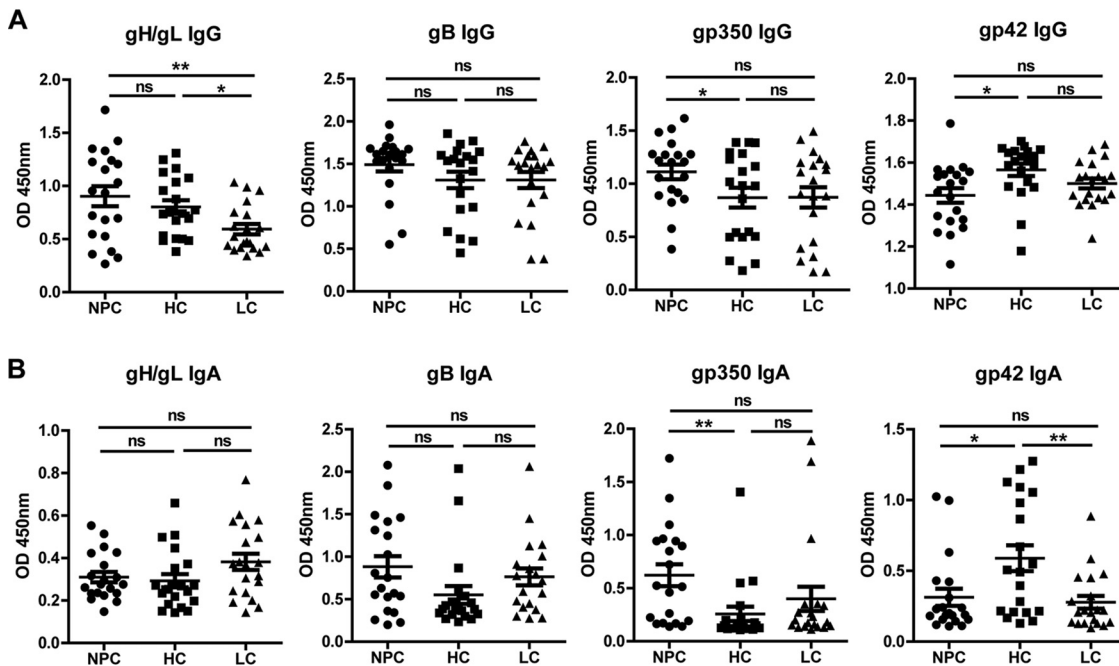 A
gH/gL IgG
gB IgG
gp350 IgG
gp42 IgG
**
ns
*
2.0
1.5
1.0
0.5
0.0
OD 450nm
NPC
HC
LC
ns
ns
ns
2.5
2.0
1.5
1.0
0.5
0.0
OD 450nm
NPC
HC
LC
ns
*
ns
2.0
1.5
1.0
0.5
0.0
OD 450nm
NPC
HC
LC
ns
*
ns
2.0
1.8
1.6
1.4
1.2
1.0
OD 450nm
NPC
HC
LC
B
gH/gL IgA
gB IgA
gp350 IgA
gp42 IgA
ns
ns
ns
1.0
0.8
0.6
0.4
0.2
0.0
OD 450nm
NPC
HC
LC
ns
ns
ns
2.5
2.0
1.5
1.0
0.5
0.0
OD 450nm
NPC
HC
LC
ns
**
ns
2.0
1.5
1.0
0.5
0.0
OD 450nm
NPC
HC
LC
ns
*
**
1.5
1.0
0.5
0.0
OD 450nm
NPC
HC
LC